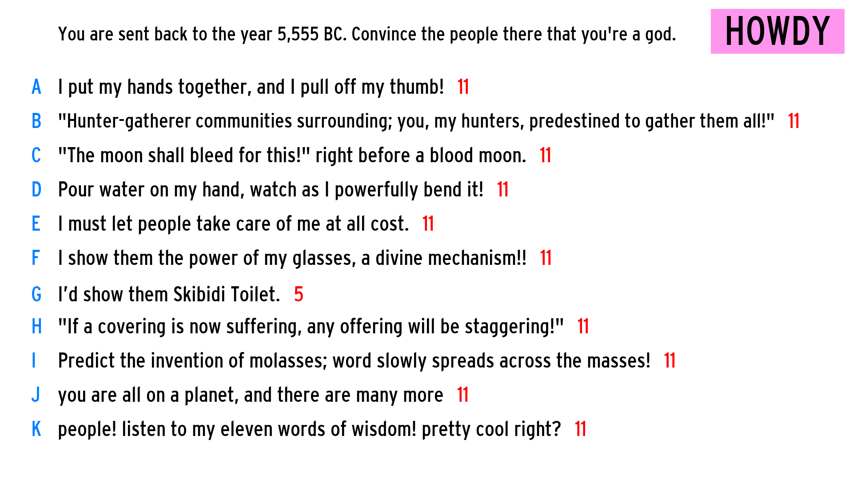 You are sent back to the year 5,555 BC. Convince the people there that you're a god.
HOWDY
A I put my hands together, and I pull off my thumb! 11
B "Hunter-gatherer communities surrounding; you, my hunters, predestined to gather them all!" 11
C "The moon shall bleed for this!" right before a blood moon. 11
D Pour water on my hand, watch as I powerfully bend it! 11
E I must let people take care of me at all cost. 11
F I show them the power of my glasses, a divine mechanism!! 11
G I'd show them Skibidi Toilet. 5
H "If a covering is now suffering, any offering will be staggering!" 11
I Predict the invention of molasses; word slowly spreads across the masses! 11
J you are all on a planet, and there are many more 11
K people! listen to my eleven words of wisdom! pretty cool right? 11